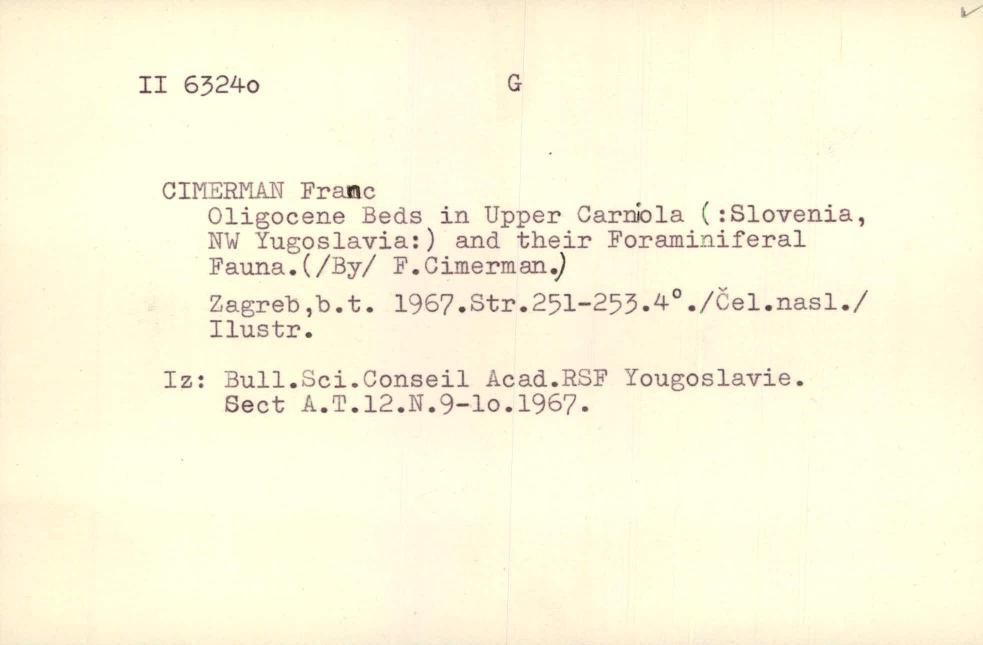 II 63240 G
CIMERMAN Franc
Oligocene Beds in Upper Carniola (:Slovenia,
NW Yugoslavia:) and their Foraminiferal
Fauna.(/By/ F.Cimerman.)
Zagreb,b.t. 1967.Str.251-253.4°./Čel.nasl./
Ilustr.
Iz: Bull.Sci.Conseil Acad.RSF Yougoslavie.
Sect A.T.12.N.9-10.1967.